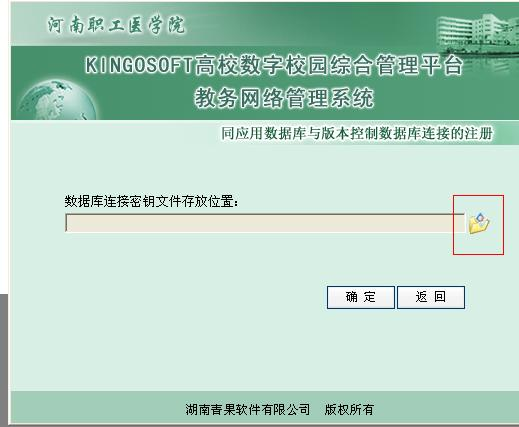 河南职工医学院
KINGOSOFT高校数字校园综合管理平台
教务网络管理系统
同应用数据库与版本控制数据库连接的注册
数据库连接密钥文件存放位置：
确 定 返 回
湖南青果软件有限公司 版权所有